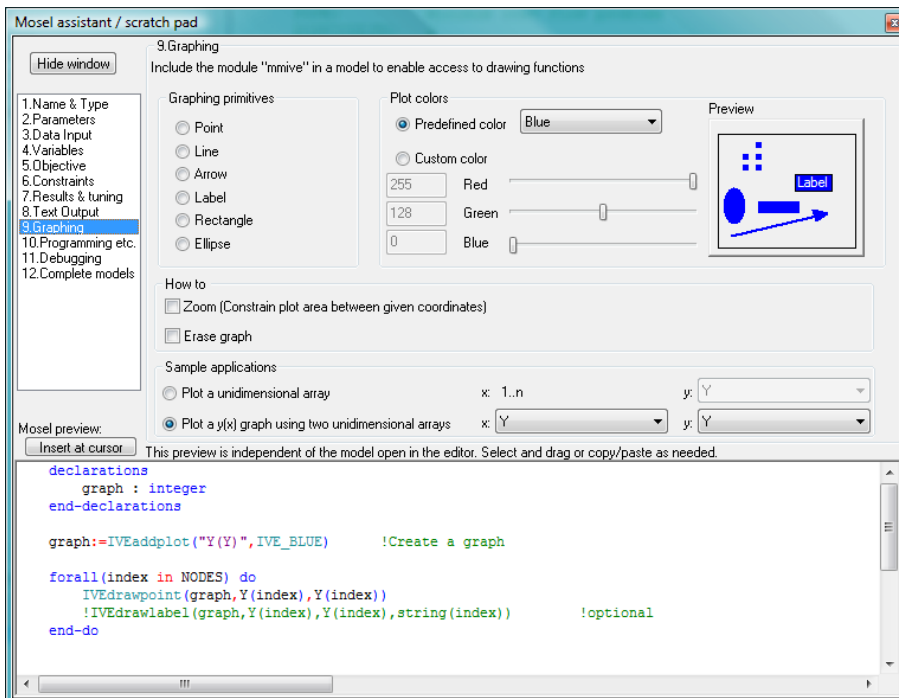 Mosel assistant / scratch pad
Hide window
1.Name & Type
2.Parameters
3.Data Input
4.Variables
5.Objective
6.Constraints
7.Results & tuning
8.Text Output
9.Graphing
10.Programming etc.
11.Debugging
12.Complete models
9.Graphing
Include the module "mmive" in a model to enable access to drawing functions
Graphing primitives
Point
Line
Arrow
Label
Rectangle
Ellipse
Plot colors
Predefined color Blue
Custom color
255 Red
128 Green
0 Blue
Preview
Label
How to
Zoom (Constrain plot area between given coordinates)
Erase graph
Sample applications
Plot a unidimensional array x: 1..n y: Y
Plot a y(x) graph using two unidimensional arrays x: Y y: Y
Mosel preview:
Insert at cursor
This preview is independent of the model open in the editor. Select and drag or copy/paste as needed.
declarations
graph : integer
end-declarations
graph:=IVEaddplot("Y(Y)",IVE_BLUE) !Create a graph
forall(index in NODES) do
IVEdrawpoint(graph,Y(index),Y(index))
!IVEdrawlabel(graph,Y(index),Y(index),string(index)) !optional
end-do